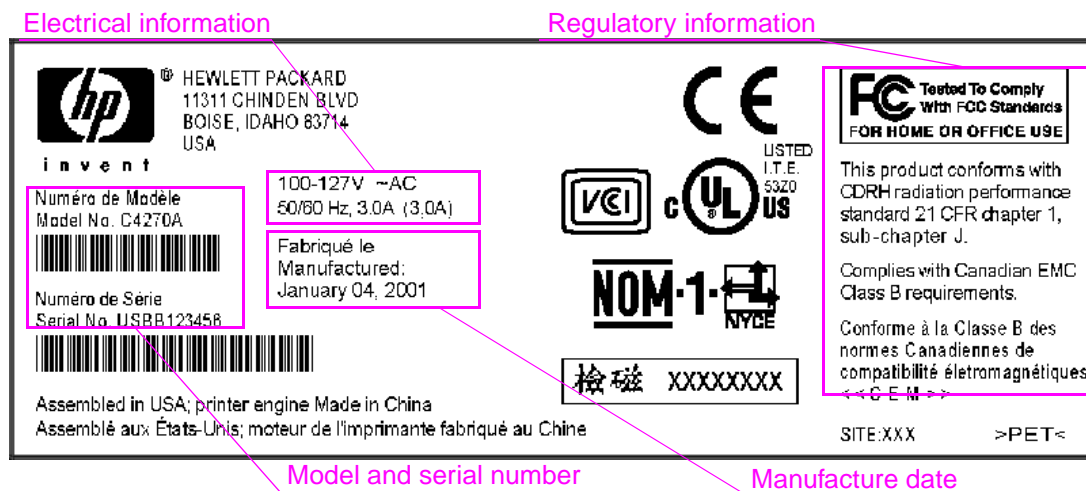 Electrical information
Regulatory information
hp
®
invent
HEWLETT PACKARD
11311 CHINDEN BLVD
BOISE, IDAHO 83714
USA
Numéro de Modèle
Model No. C4270A
Numéro de Série
Serial No. USBB123456
100-127V ~AC
50/60 Hz, 3.0A (3,0A)
Fabriqué le
Manufactured:
January 04, 2001
Assembled in USA; printer engine Made in China
Assemblé aux États-Unis; moteur de l'imprimante fabriqué au Chine
CE
VCI
c UL ® US
LISTED
I.T.E.
53Z0
NOM·1·
NYCE
檢磁 XXXXXXXX
FC Tested To Comply
With FCC Standards
FOR HOME OR OFFICE USE
This product conforms with
CDRH radiation performance
standard 21 CFR chapter 1,
sub-chapter J.
Complies with Canadian EMC
Class B requirements.
Conforme à la Classe B des
normes Canadiennes de
compatibilité életromagnétiques
<<C E M>>
SITE:XXX >PET<
Model and serial number
Manufacture date